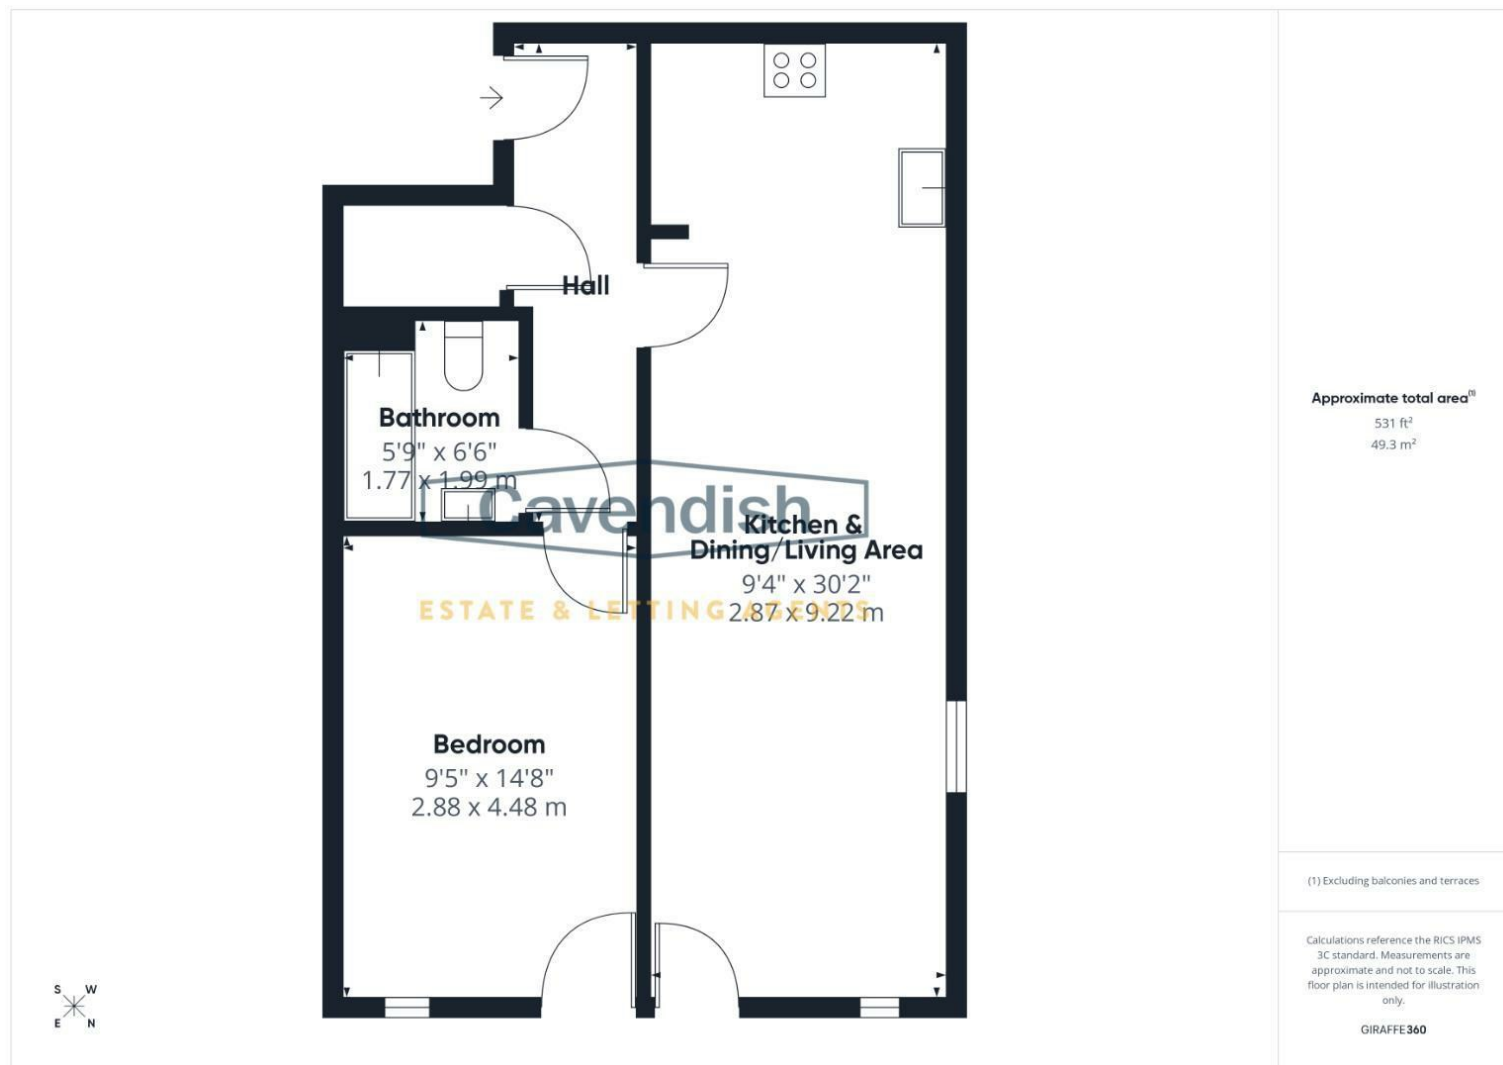 Hall
Bathroom
5'9" x 6'6"
1.77 x 1.99 m
Cavendish
ESTATE & LETTING AGENTS
Kitchen &
Dining/Living Area
9'4" x 30'2"
2.87 x 9.22 m
Bedroom
9'5" x 14'8"
2.88 x 4.48 m
S W
E N
Approximate total area(1)
531 ft²
49.3 m²
(1) Excluding balconies and terraces
Calculations reference the RICS IPMS
3C standard. Measurements are
approximate and not to scale. This
floor plan is intended for illustration
only.
GIRAFFE360